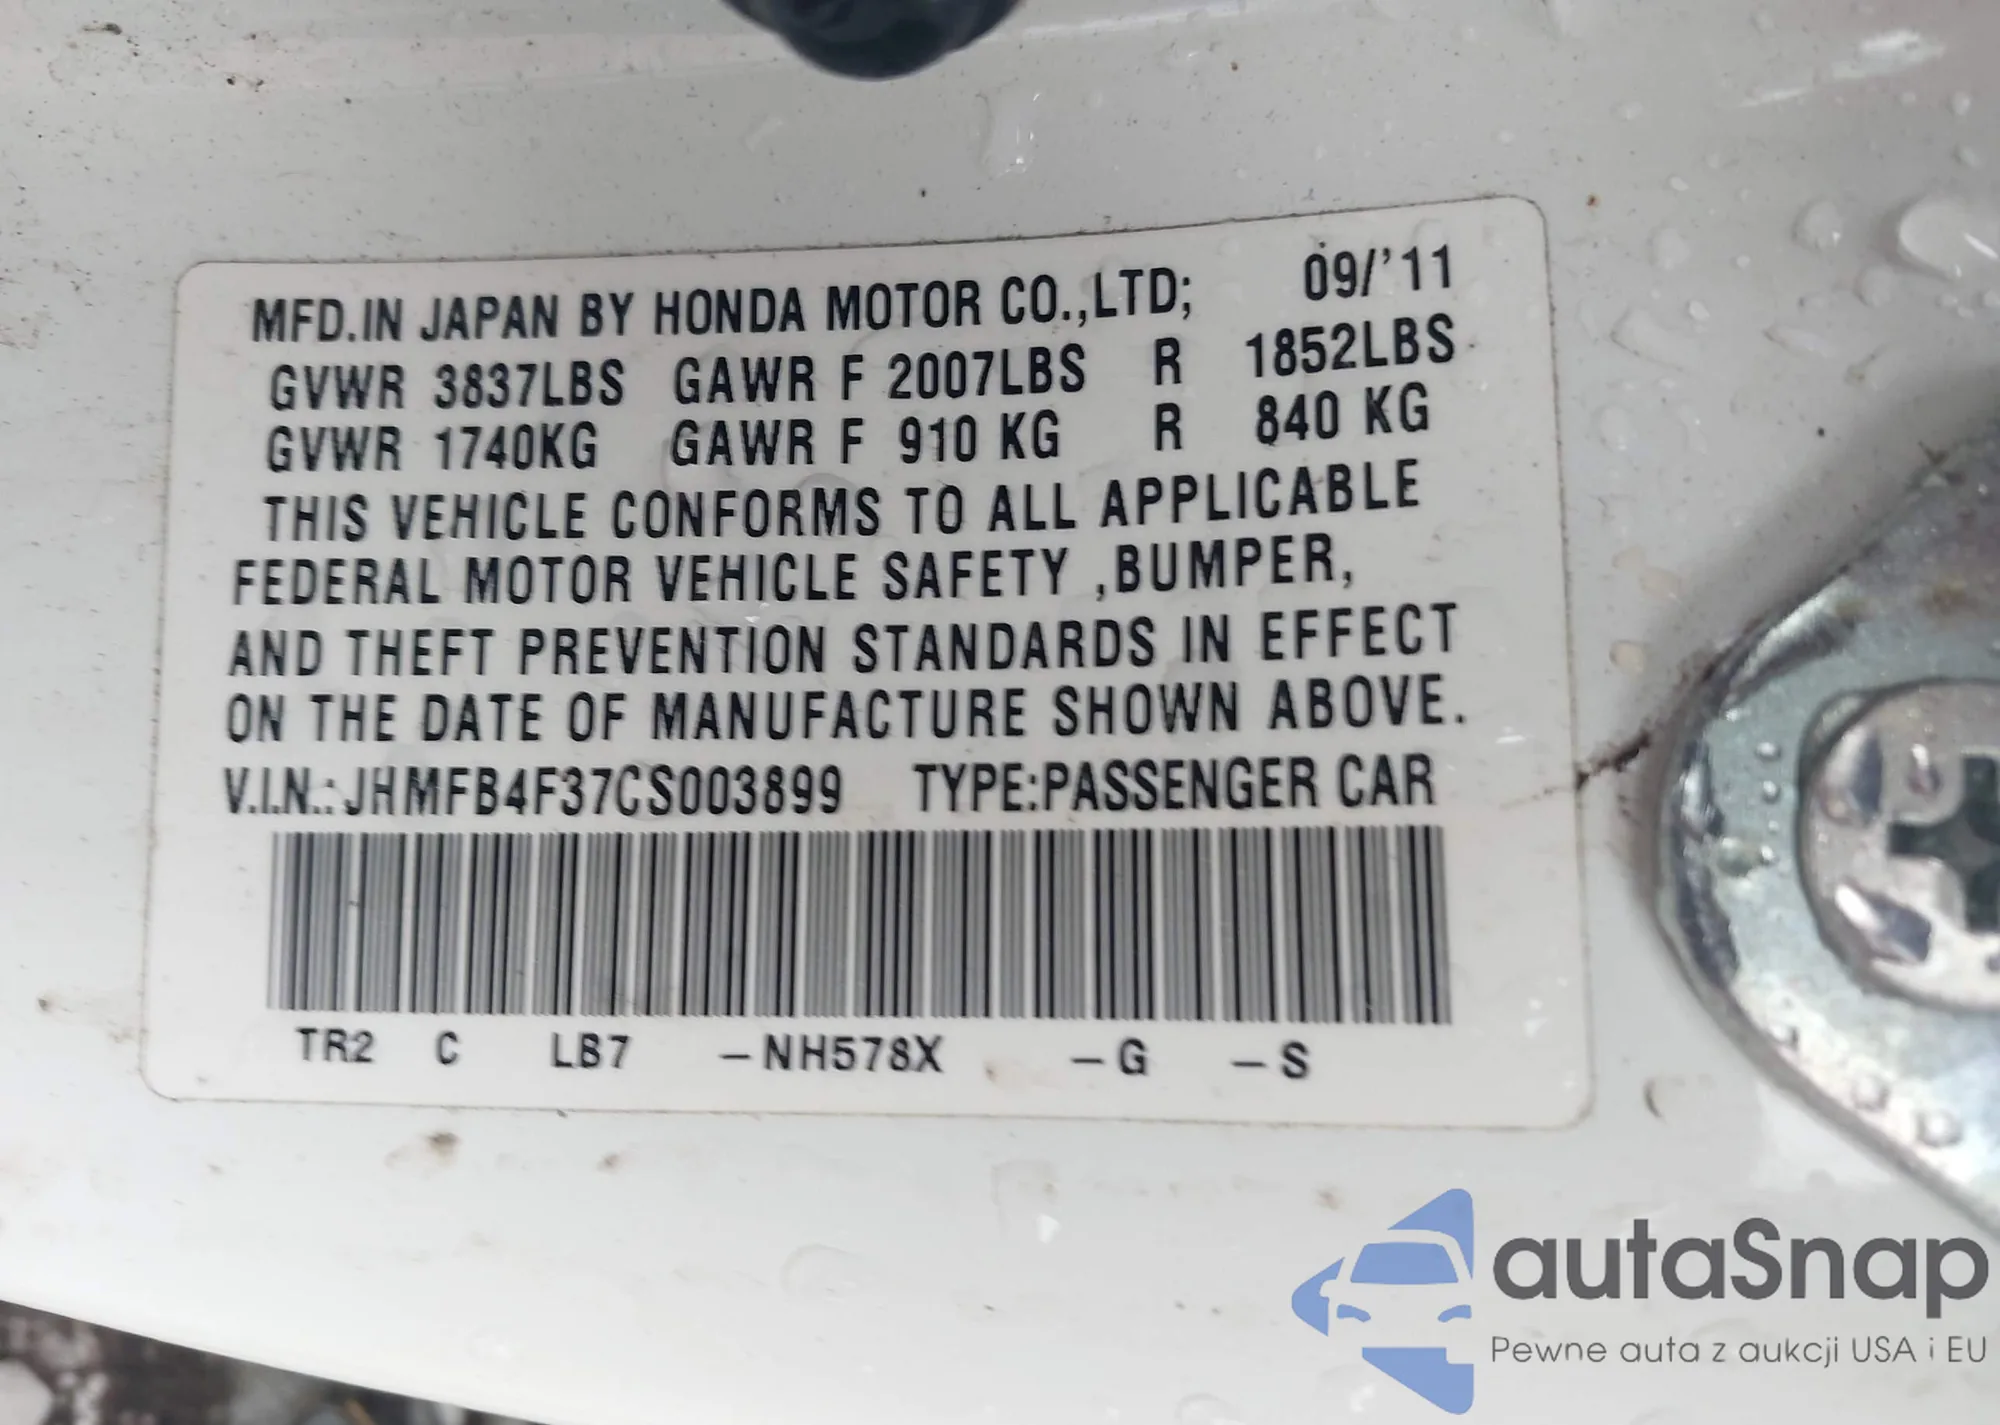 MFD.IN JAPAN BY HONDA MOTOR CO.,LTD; 09/'11
GVWR 3837LBS GAWR F 2007LBS R 1852LBS
GVWR 1740KG GAWR F 910 KG R 840 KG
THIS VEHICLE CONFORMS TO ALL APPLICABLE
FEDERAL MOTOR VEHICLE SAFETY ,BUMPER,
AND THEFT PREVENTION STANDARDS IN EFFECT
ON THE DATE OF MANUFACTURE SHOWN ABOVE.
V.I.N.:JHMFB4F37CS003899 TYPE:PASSENGER CAR
TR2 C LB7 –NH578X –G –S
autaSnap
Pewne auta z aukcji USA i EU